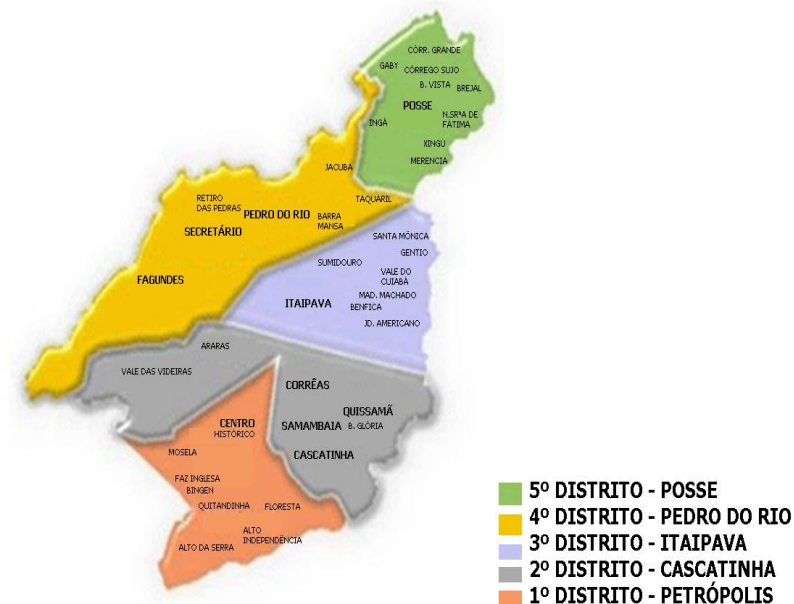 CÓRR. GRANDE
GABY
CÓRREGO SUJO
B. VISTA
BREJAL
POSSE
N.SRªA DE
FÁTIMA
INGÁ
XINGÚ
MERENCIA
JACUBA
TAQUARIL
RETIRO
DAS PEDRAS
PEDRO DO RIO
BARRA
MANSA
SECRETÁRIO
FAGUNDES
SANTA MÔNICA
GENTIO
SUMIDOURO
VALE DO
CUIABÁ
MAD. MACHADO
BENFICA
ITAIPAVA
JD. AMERICANO
ARARAS
VALE DAS VIDEIRAS
CORRÊAS
QUISSAMÃ
SAMAMBAIA
B. GLÓRIA
CASCATINHA
CENTRO
HISTÓRICO
MOSELA
FAZ INGLESA
BINGEN
QUITANDINHA
FLORESTA
ALTO
INDEPENDÊNCIA
ALTO DA SERRA
5º DISTRITO - POSSE
4º DISTRITO - PEDRO DO RIO
3º DISTRITO - ITAIPAVA
2º DISTRITO - CASCATINHA
1º DISTRITO - PETRÓPOLIS